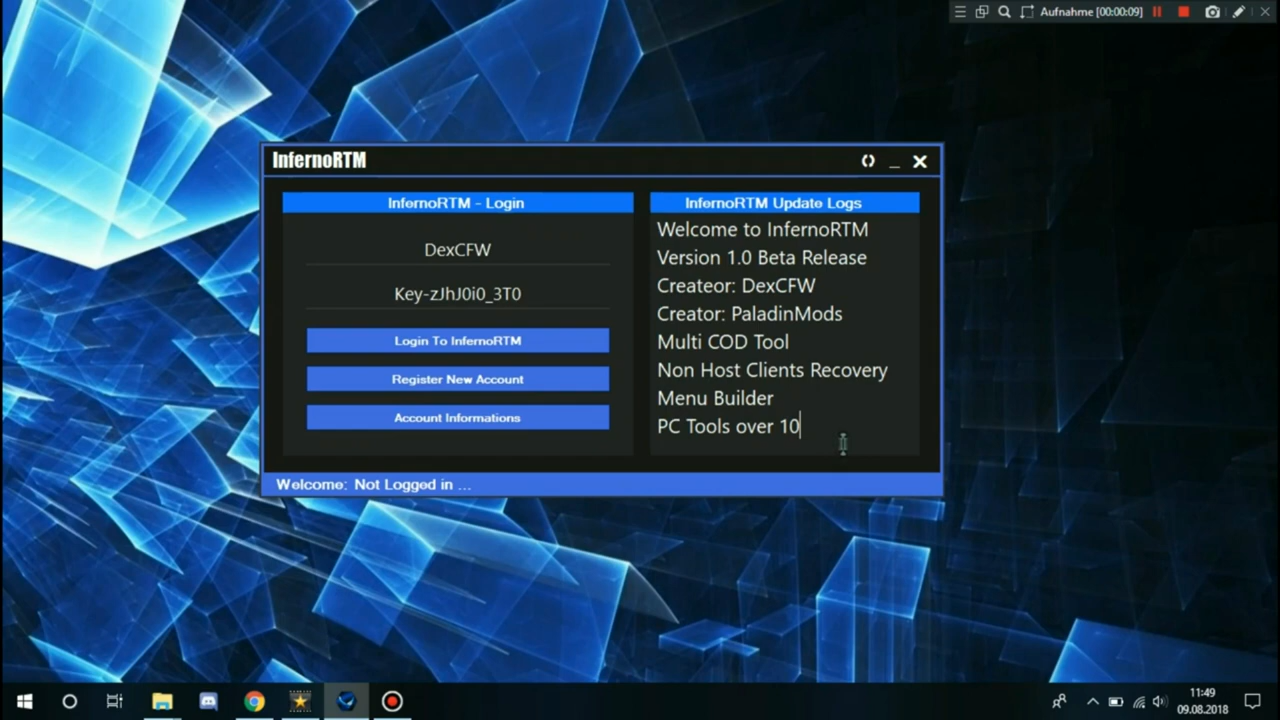 Aufnahme [00:00:09]
InfernoRTM
InfernoRTM - Login
DexCFW
Key-zJhJ0i0_3T0
Login To InfernoRTM
Register New Account
Account Informations
InfernoRTM Update Logs
Welcome to InfernoRTM
Version 1.0 Beta Release
Createor: DexCFW
Creator: PaladinMods
Multi COD Tool
Non Host Clients Recovery
Menu Builder
PC Tools over 10
Welcome: Not Logged in ...
11:49
09.08.2018